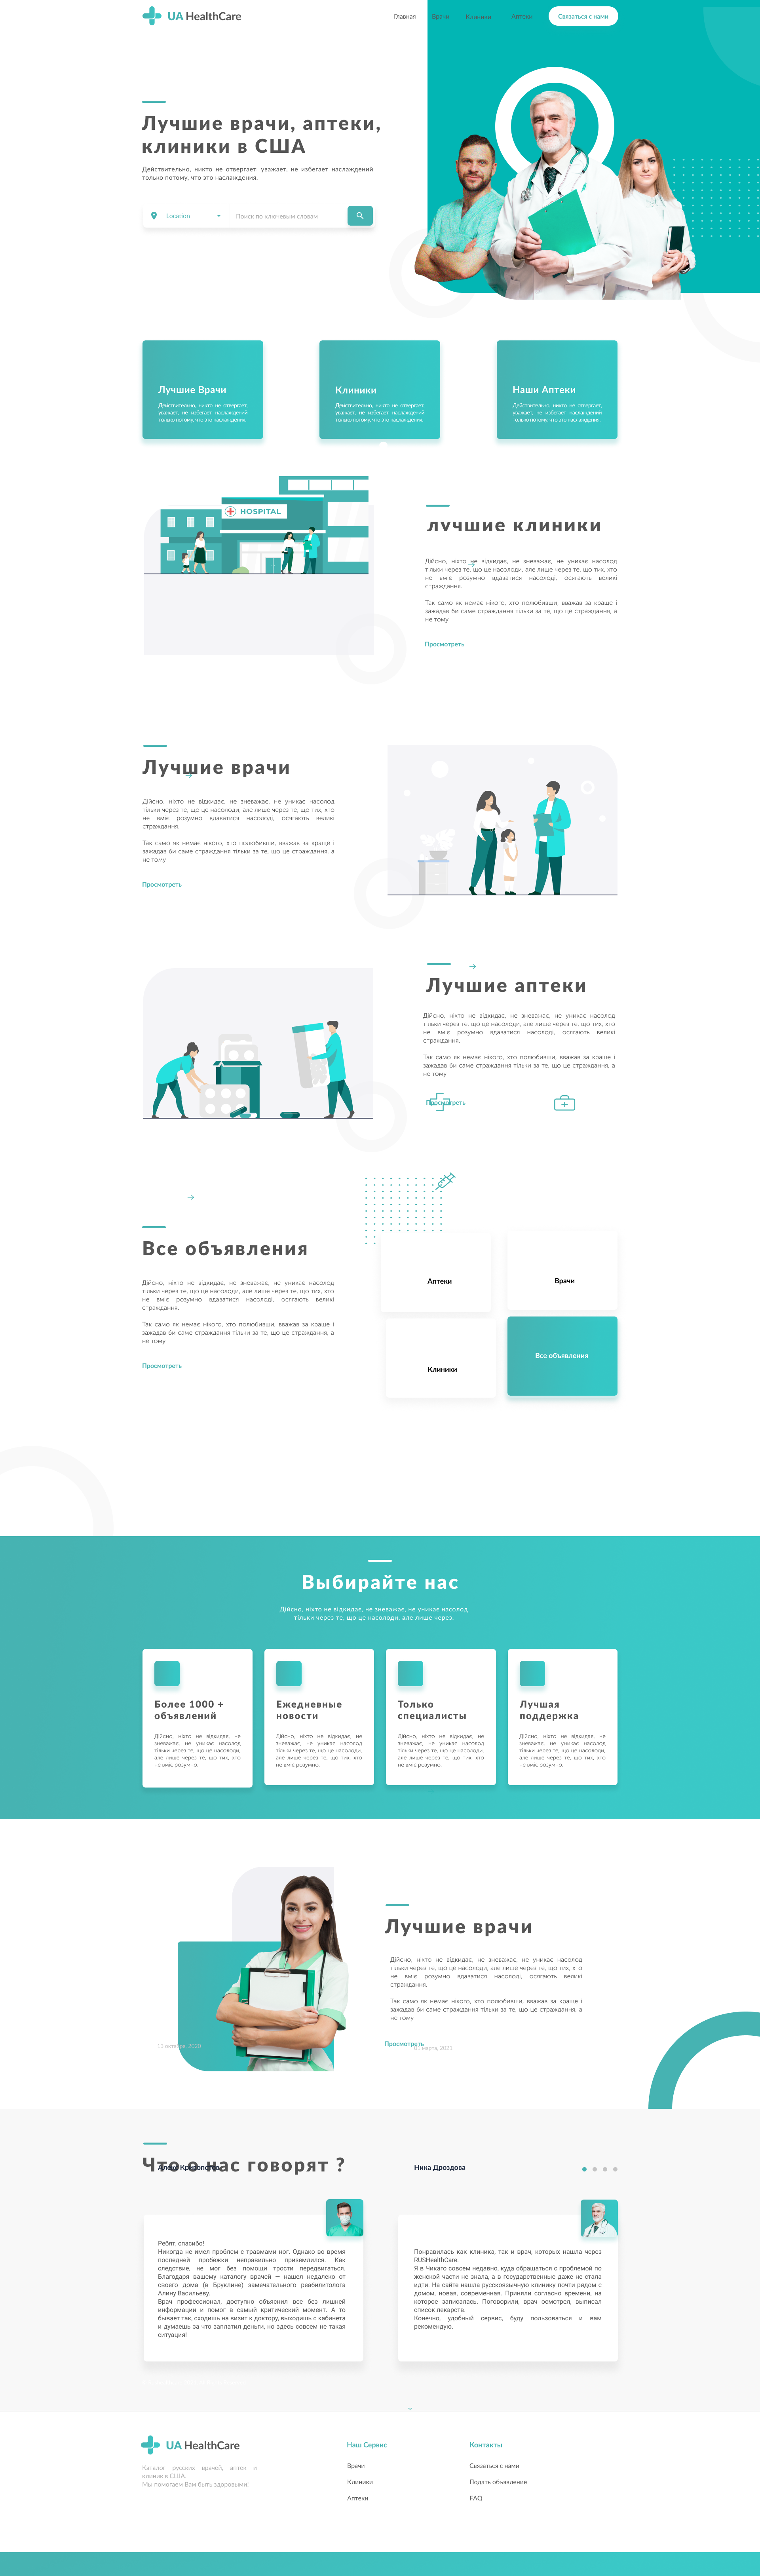 UA HealthCare
Главная Врачи Клиники Аптеки Связаться с нами
Лучшие врачи, аптеки,
клиники в США
Действительно, никто не отвергает, уважает, не избегает наслаждений
только потому, что это наслаждения.
Location Поиск по ключевым словам
Лучшие Врачи
Действительно, никто не отвергает,
уважает, не избегает наслаждений
только потому, что это наслаждения.
Клиники
Действительно, никто не отвергает,
уважает, не избегает наслаждений
только потому, что это наслаждения.
Наши Аптеки
Действительно, никто не отвергает,
уважает, не избегает наслаждений
только потому, что это наслаждения.
HOSPITAL
лучшие клиники
Дійсно, ніхто не відкидає, не зневажає, не уникає насолод
тільки через те, що це насолоди, але лише через те, що тих, хто
не вміє розумно вдаватися насолоді, осягають великі
страждання.
Так само як немає нікого, хто полюбивши, вважав за краще і
зажадав би саме страждання тільки за те, що це страждання, а
не тому
Просмотреть
Лучшие врачи
Дійсно, ніхто не відкидає, не зневажає, не уникає насолод
тільки через те, що це насолоди, але лише через те, що тих, хто
не вміє розумно вдаватися насолоді, осягають великі
страждання.
Так само як немає нікого, хто полюбивши, вважав за краще і
зажадав би саме страждання тільки за те, що це страждання, а
не тому
Просмотреть
Лучшие аптеки
Дійсно, ніхто не відкидає, не зневажає, не уникає насолод
тільки через те, що це насолоди, але лише через те, що тих, хто
не вміє розумно вдаватися насолоді, осягають великі
страждання.
Так само як немає нікого, хто полюбивши, вважав за краще і
зажадав би саме страждання тільки за те, що це страждання, а
не тому
Просмотреть
Все объявления
Дійсно, ніхто не відкидає, не зневажає, не уникає насолод
тільки через те, що це насолоди, але лише через те, що тих, хто
не вміє розумно вдаватися насолоді, осягають великі
страждання.
Так само як немає нікого, хто полюбивши, вважав за краще і
зажадав би саме страждання тільки за те, що це страждання, а
не тому
Просмотреть
Аптеки
Врачи
Клиники
Все объявления
Выбирайте нас
Дійсно, ніхто не відкидає, не зневажає, не уникає насолод
тільки через те, що це насолоди, але лише через.
Более 1000 +
объявлений
Дійсно, ніхто не відкидає, не
зневажає, не уникає насолод
тільки через те, що це насолоди,
але лише через те, що тих, хто
не вміє розумно.
Ежедневные
новости
Дійсно, ніхто не відкидає, не
зневажає, не уникає насолод
тільки через те, що це насолоди,
але лише через те, що тих, хто
не вміє розумно.
Только
специалисты
Дійсно, ніхто не відкидає, не
зневажає, не уникає насолод
тільки через те, що це насолоди,
але лише через те, що тих, хто
не вміє розумно.
Лучшая
поддержка
Дійсно, ніхто не відкидає, не
зневажає, не уникає насолод
тільки через те, що це насолоди,
але лише через те, що тих, хто
не вміє розумно.
Лучшие врачи
Дійсно, ніхто не відкидає, не зневажає, не уникає насолод
тільки через те, що це насолоди, але лише через те, що тих, хто
не вміє розумно вдаватися насолоді, осягають великі
страждання.
Так само як немає нікого, хто полюбивши, вважав за краще і
зажадав би саме страждання тільки за те, що це страждання, а
не тому
Просмотреть
марта, 2021
2020
Что о нас говорят ?
Ника Дроздова
Ребят, спасибо!
Никогда не имел проблем с травмами ног. Однако во время
последней пробежки неправильно приземлился. Как
следствие, не мог без помощи трости передвигаться.
Благодаря вашему каталогу врачей — нашел недалеко от
своего дома (в Бруклине) замечательного реабилитолога
Алину Васильеву.
Врач профессионал, доступно объяснил все без лишней
информации и помог в самый критический момент. А то
бывает так, сходишь на визит к доктору, выходишь с кабинета
и думаешь за что заплатил деньги, но здесь совсем не такая
ситуация!
Понравилась как клиника, так и врач, которых нашла через
RUSHealthCare.
Я в Чикаго совсем недавно, куда обращаться с проблемой по
женской части не знала, а в государственные даже не стала
идти. На сайте нашла русскоязычную клинику почти рядом с
домом, новая, современная. Приняли согласно времени, на
которое записалась. Поговорили, врач осмотрел, выписал
список лекарств.
Конечно, удобный сервис, буду пользоваться и вам
рекомендую.
UA HealthCare
Каталог русских врачей, аптек и
клиник в США.
Мы помогаем Вам быть здоровыми!
Наш Сервис
Врачи
Клиники
Аптеки
Контакты
Связаться с нами
Подать объявление
FAQ